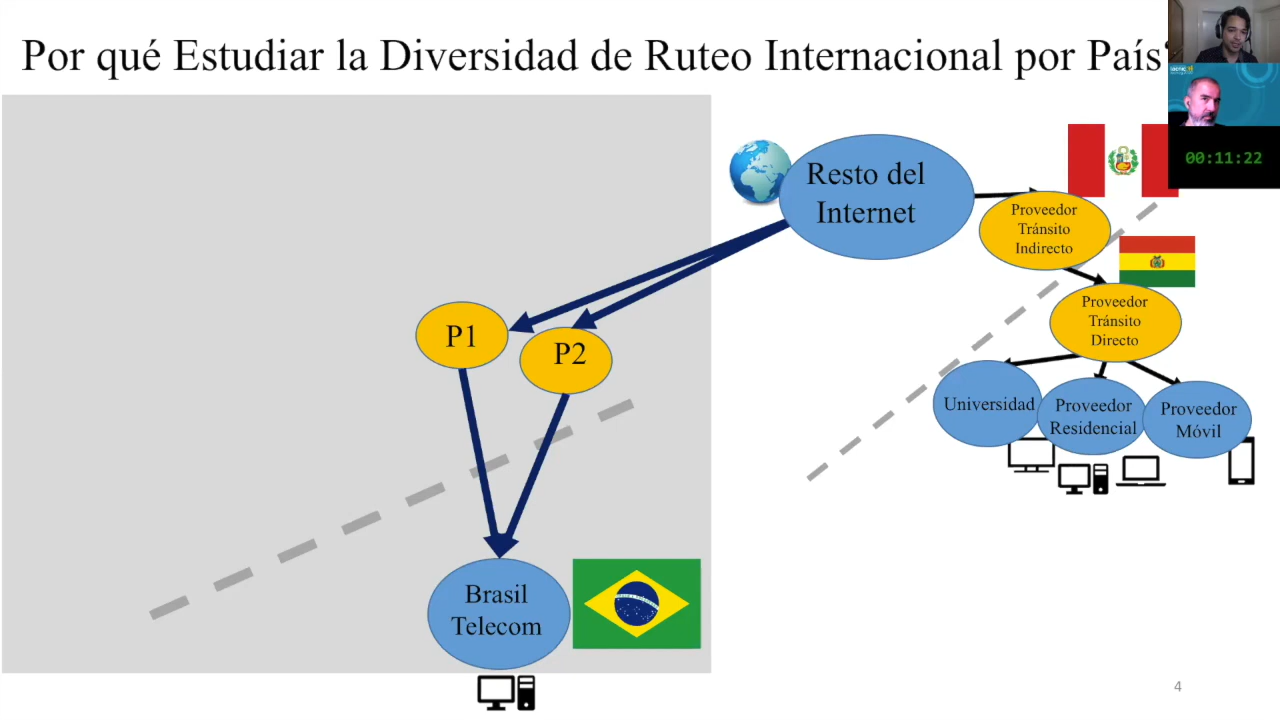 Por qué Estudiar la Diversidad de Ruteo Internacional por País
Resto del
Internet
Proveedor
Tránsito
Indirecto
00:11:22
Proveedor
Tránsito
Directo
P1
P2
Universidad
Proveedor
Residencial
Proveedor
Móvil
Brasil
Telecom
4